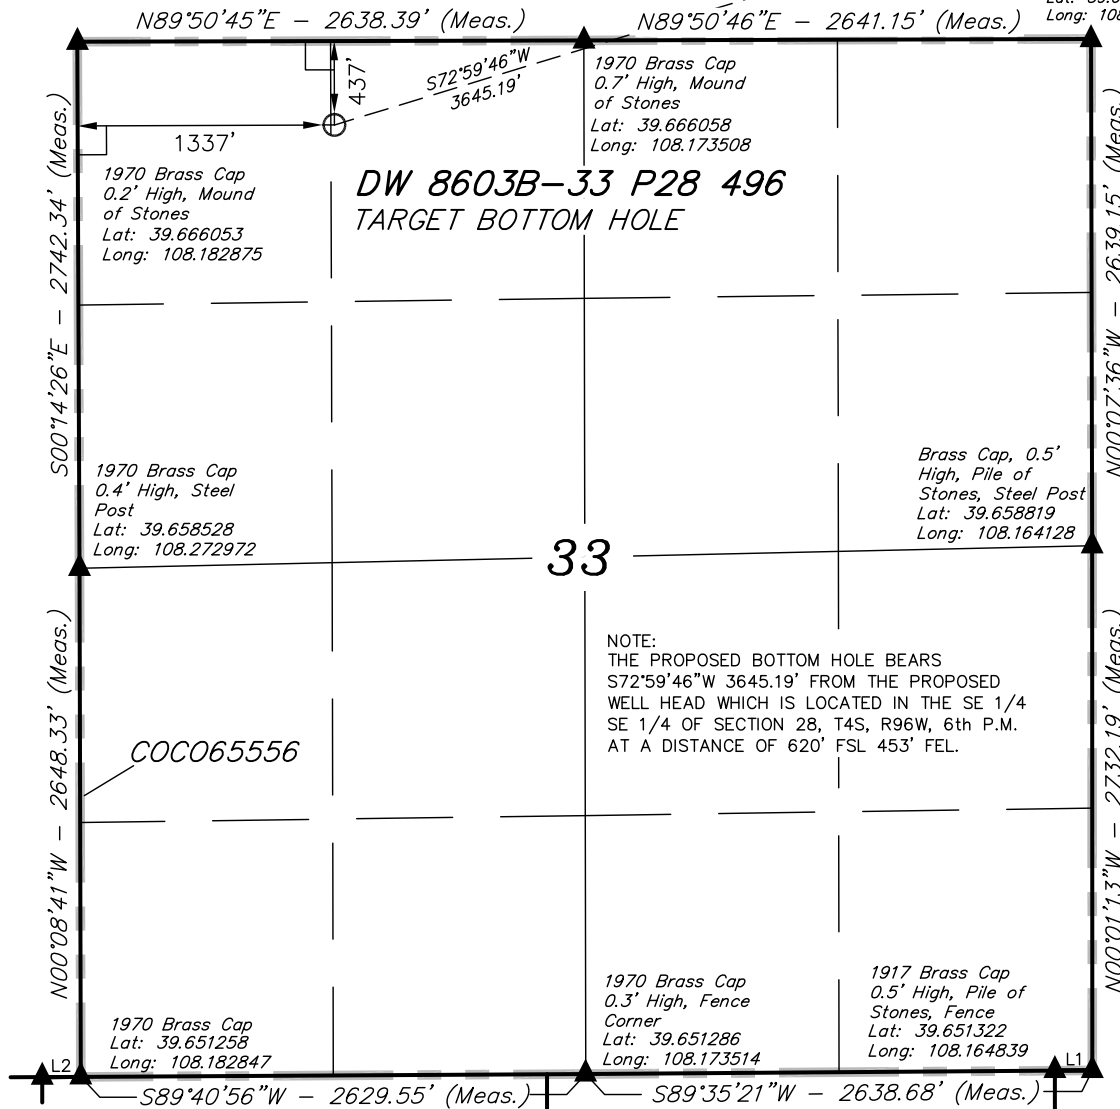 N89°50'45"E - 2638.39' (Meas.)
N89°50'46"E - 2641.15' (Meas.)
Long: 108
S72°59'46"W
3645.19'
437'
1337'
1970 Brass Cap
0.7' High, Mound
of Stones
Lat: 39.666058
Long: 108.173508
1970 Brass Cap
0.2' High, Mound
of Stones
Lat: 39.666053
Long: 108.182875
DW 8603B-33 P28 496
TARGET BOTTOM HOLE
S00°14'26"E - 2742.34' (Meas.)
N00°07'36"W - 2639.15' (Meas.)
1970 Brass Cap
0.4' High, Steel
Post
Lat: 39.658528
Long: 108.272972
Brass Cap, 0.5'
High, Pile of
Stones, Steel Post
Lat: 39.658819
Long: 108.164128
33
NOTE:
THE PROPOSED BOTTOM HOLE BEARS
S72°59'46"W 3645.19' FROM THE PROPOSED
WELL HEAD WHICH IS LOCATED IN THE SE 1/4
SE 1/4 OF SECTION 28, T4S, R96W, 6th P.M.
AT A DISTANCE OF 620' FSL 453' FEL.
COC065556
N00°08'41"W - 2648.33' (Meas.)
N00°01'13"W - 2732.19' (Meas.)
1970 Brass Cap
Lat: 39.651258
Long: 108.182847
1970 Brass Cap
0.3' High, Fence
Corner
Lat: 39.651286
Long: 108.173514
1917 Brass Cap
0.5' High, Pile of
Stones, Fence
Lat: 39.651322
Long: 108.164839
L2
L1
S89°40'56"W - 2629.55' (Meas.)
S89°35'21"W - 2638.68' (Meas.)